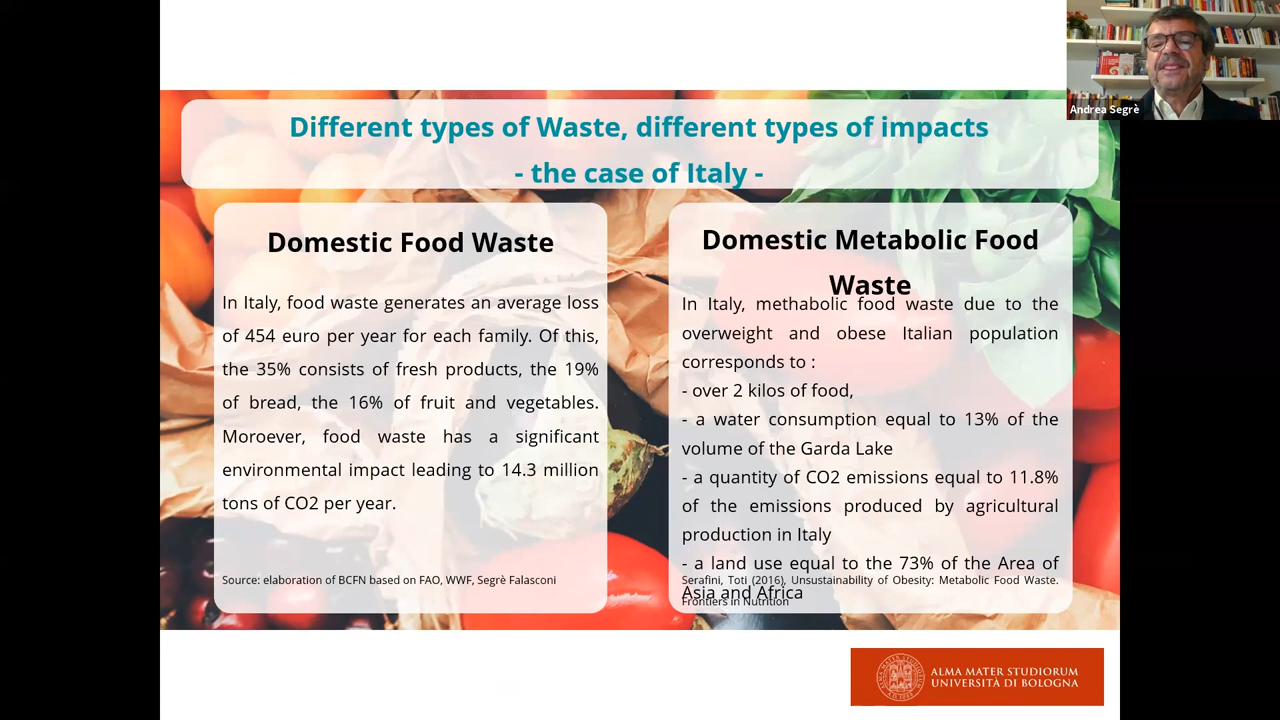 Andrea Segrè
Different types of Waste, different types of impacts
- the case of Italy -
Domestic Food Waste
In Italy, food waste generates an average loss
of 454 euro per year for each family. Of this,
the 35% consists of fresh products, the 19%
of bread, the 16% of fruit and vegetables.
Moroever, food waste has a significant
environmental impact leading to 14.3 million
tons of CO2 per year.
Source: elaboration of BCFN based on FAO, WWF, Segrè Falasconi
Domestic Metabolic Food
Waste
In Italy, methabolic food waste due to the
overweight and obese Italian population
corresponds to :
- over 2 kilos of food,
- a water consumption equal to 13% of the
volume of the Garda Lake
- a quantity of CO2 emissions equal to 11.8%
of the emissions produced by agricultural
production in Italy
- a land use equal to the 73% of the Area of
Asia and Africa
Serafini, Toti (2016), Unsustainability of Obesity: Metabolic Food Waste.
Frontiers in Nutrition
ALMA MATER STUDIORUM
UNIVERSITÀ DI BOLOGNA